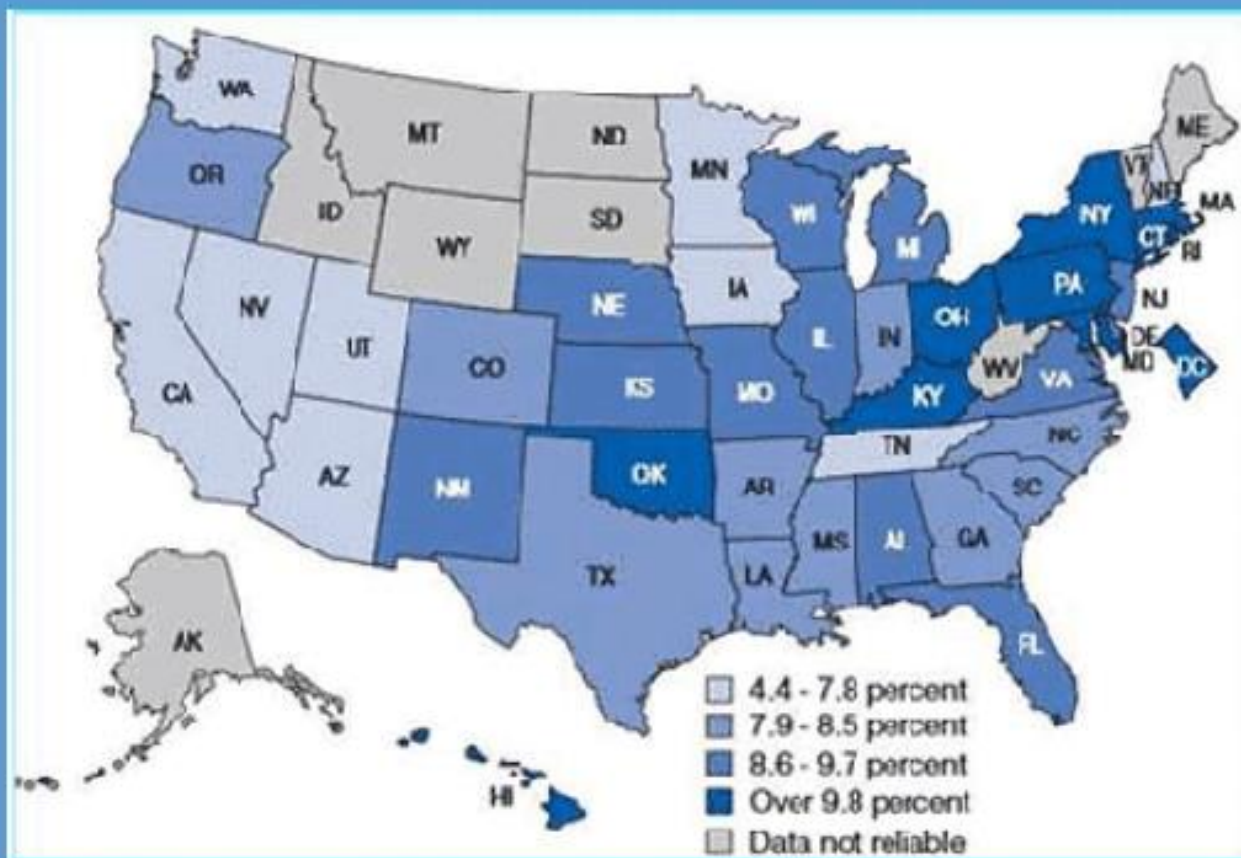 WA
MT
ND
MN
ME
VT
NH
OR
ID
SD
WI
NY
MA
WY
MI
CT
RI
IA
PA
NJ
NE
OH
NV
UT
IL
IN
DE
CO
WV
MD
DC
CA
KS
MO
KY
VA
TN
NC
AZ
NM
OK
AR
SC
MS
AL
GA
TX
LA
AK
FL
4.4 - 7.8 percent
7.9 - 8.5 percent
8.6 - 9.7 percent
HI
Over 9.8 percent
Data not reliable